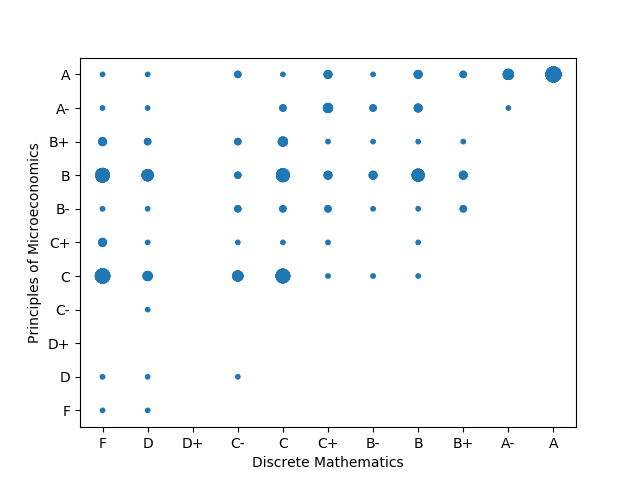 Principles of Microeconomics
A
A-
B+
B
B-
C+
C
C-
D+
D
F
F D D+ C- C C+ B- B B+ A- A
Discrete Mathematics